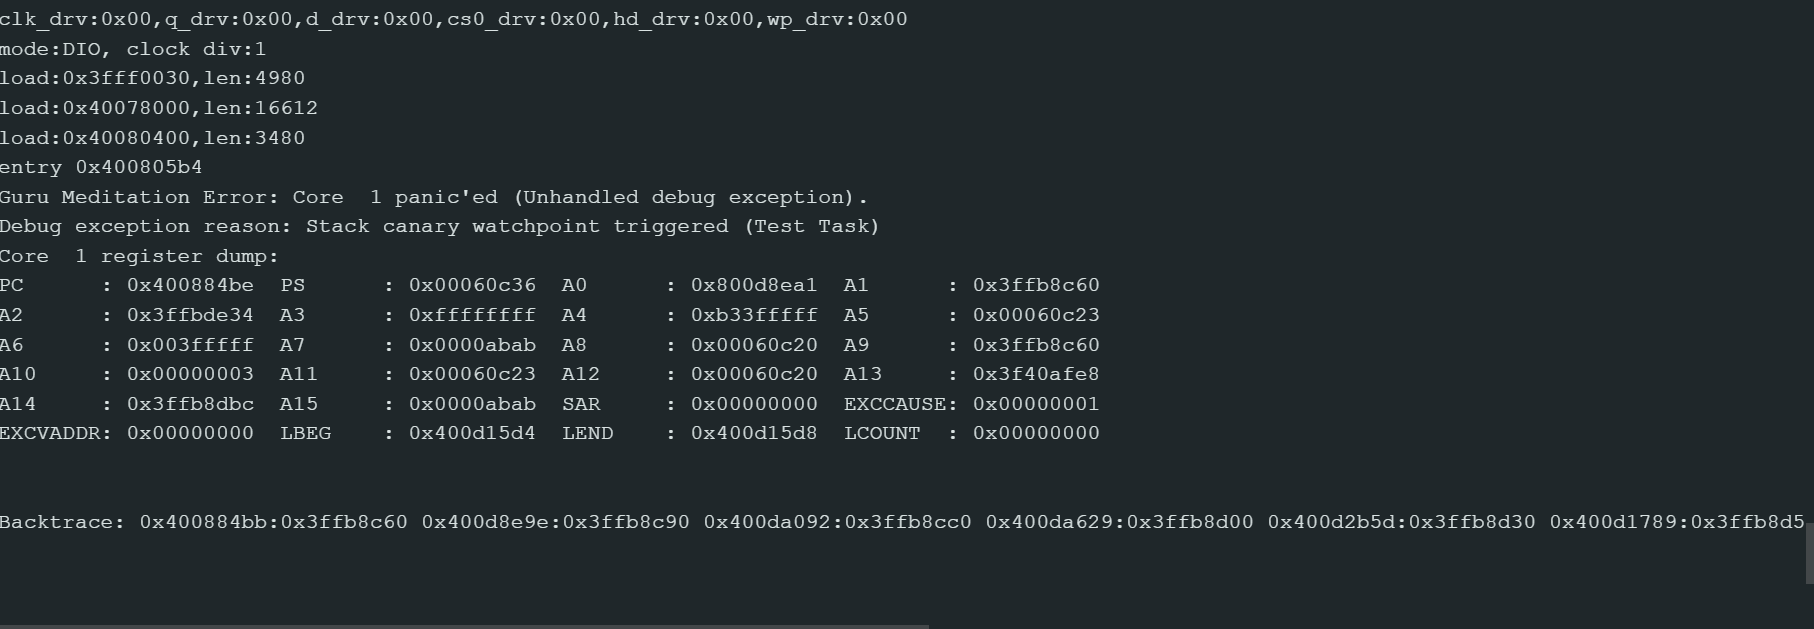 clk_drv:0x00,q_drv:0x00,d_drv:0x00,cs0_drv:0x00,hd_drv:0x00,wp_drv:0x00
mode:DIO, clock div:1
load:0x3fff0030,len:4980
load:0x40078000,len:16612
load:0x40080400,len:3480
entry 0x400805b4
Guru Meditation Error: Core  1 panic'ed (Unhandled debug exception).
Debug exception reason: Stack canary watchpoint triggered (Test Task)
Core  1 register dump:
PC      : 0x400884be  PS      : 0x00060c36  A0      : 0x800d8ea1  A1      : 0x3ffb8c60
A2      : 0x3ffbde34  A3      : 0xffffffff  A4      : 0xb33fffff  A5      : 0x00060c23
A6      : 0x003fffff  A7      : 0x0000abab  A8      : 0x00060c20  A9      : 0x3ffb8c60
A10     : 0x00000003  A11     : 0x00060c23  A12     : 0x00060c20  A13     : 0x3f40afe8
A14     : 0x3ffb8dbc  A15     : 0x0000abab  SAR     : 0x00000000  EXCCAUSE: 0x00000001
EXCVADDR: 0x00000000  LBEG    : 0x400d15d4  LEND    : 0x400d15d8  LCOUNT  : 0x00000000
Backtrace: 0x400884bb:0x3ffb8c60 0x400d8e9e:0x3ffb8c90 0x400da092:0x3ffb8cc0 0x400da629:0x3ffb8d00 0x400d2b5d:0x3ffb8d30 0x400d1789:0x3ffb8d5